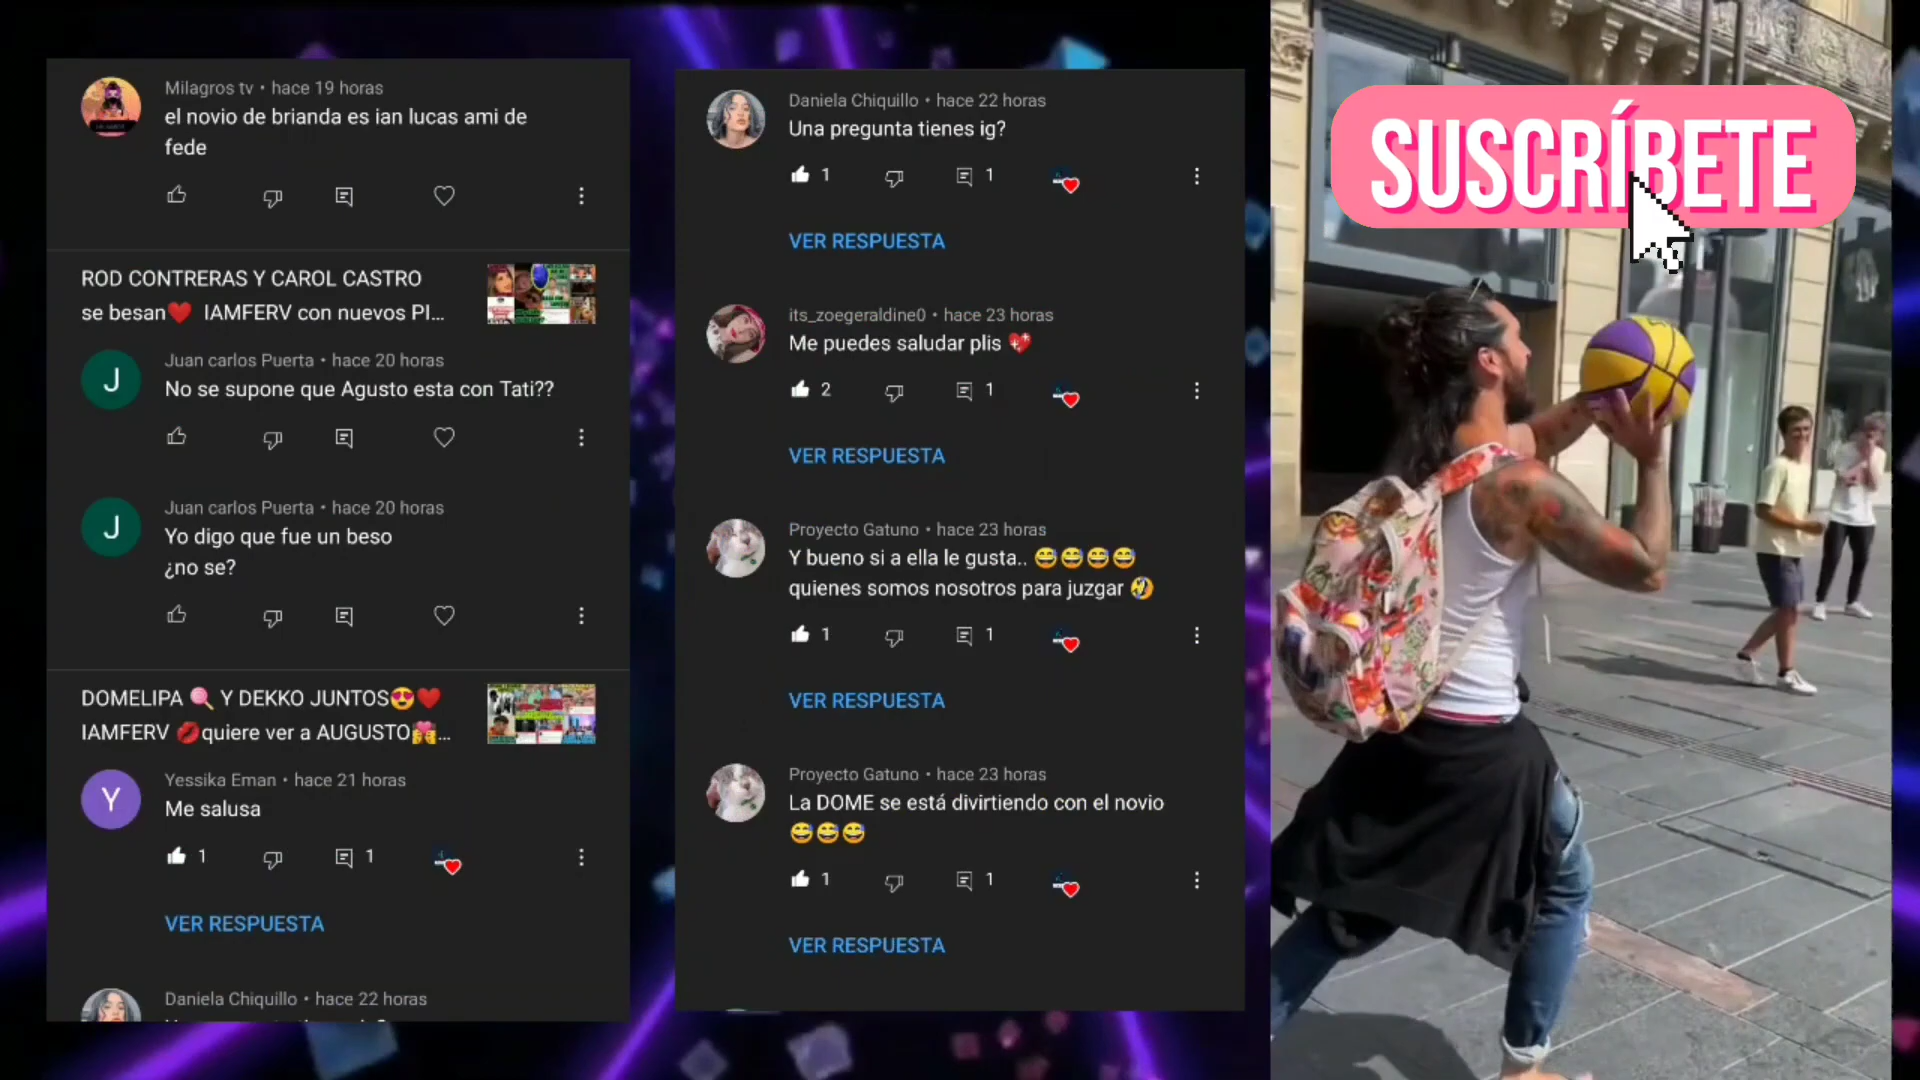 Milagros tv • hace 19 horas
el novio de brianda es ian lucas ami de
fede
ROD CONTRERAS Y CAROL CASTRO
se besan❤️ IAMFERV con nuevos PI...
Juan carlos Puerta • hace 20 horas
No se supone que Agusto esta con Tati??
Juan carlos Puerta • hace 20 horas
Yo digo que fue un beso
¿no se?
DOMELIPA 🍭 Y DEKKO JUNTOS😍❤️
IAMFERV 💋quiere ver a AUGUSTO💏...
Y
Yessika Eman • hace 21 horas
Me salusa
1
1
VER RESPUESTA
Daniela Chiquillo • hace 22 horas
Daniela Chiquillo • hace 22 horas
Una pregunta tienes ig?
1
1
VER RESPUESTA
its_zoegeraldine0 • hace 23 horas
Me puedes saludar plis 💖
2
1
VER RESPUESTA
Proyecto Gatuno • hace 23 horas
Y bueno si a ella le gusta.. 😅😅😅😅
quienes somos nosotros para juzgar 🤣
1
1
VER RESPUESTA
Proyecto Gatuno • hace 23 horas
La DOME se está divirtiendo con el novio
😅😅😅
1
1
VER RESPUESTA
SUSCRÍBETE
J
J